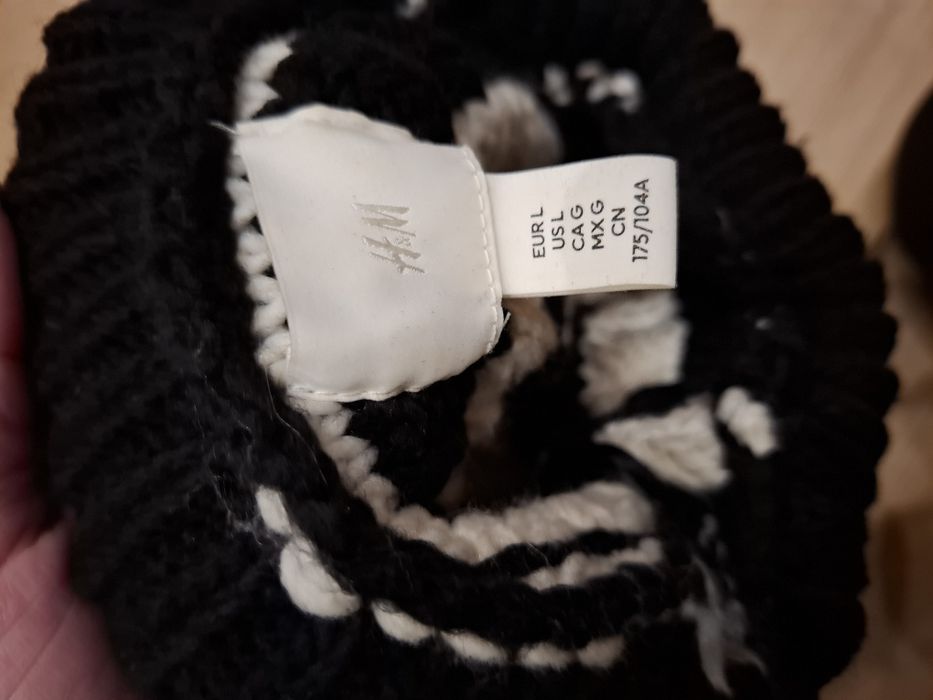 H&M
EUR L
US L
CA G
MX G
CN
175/104A